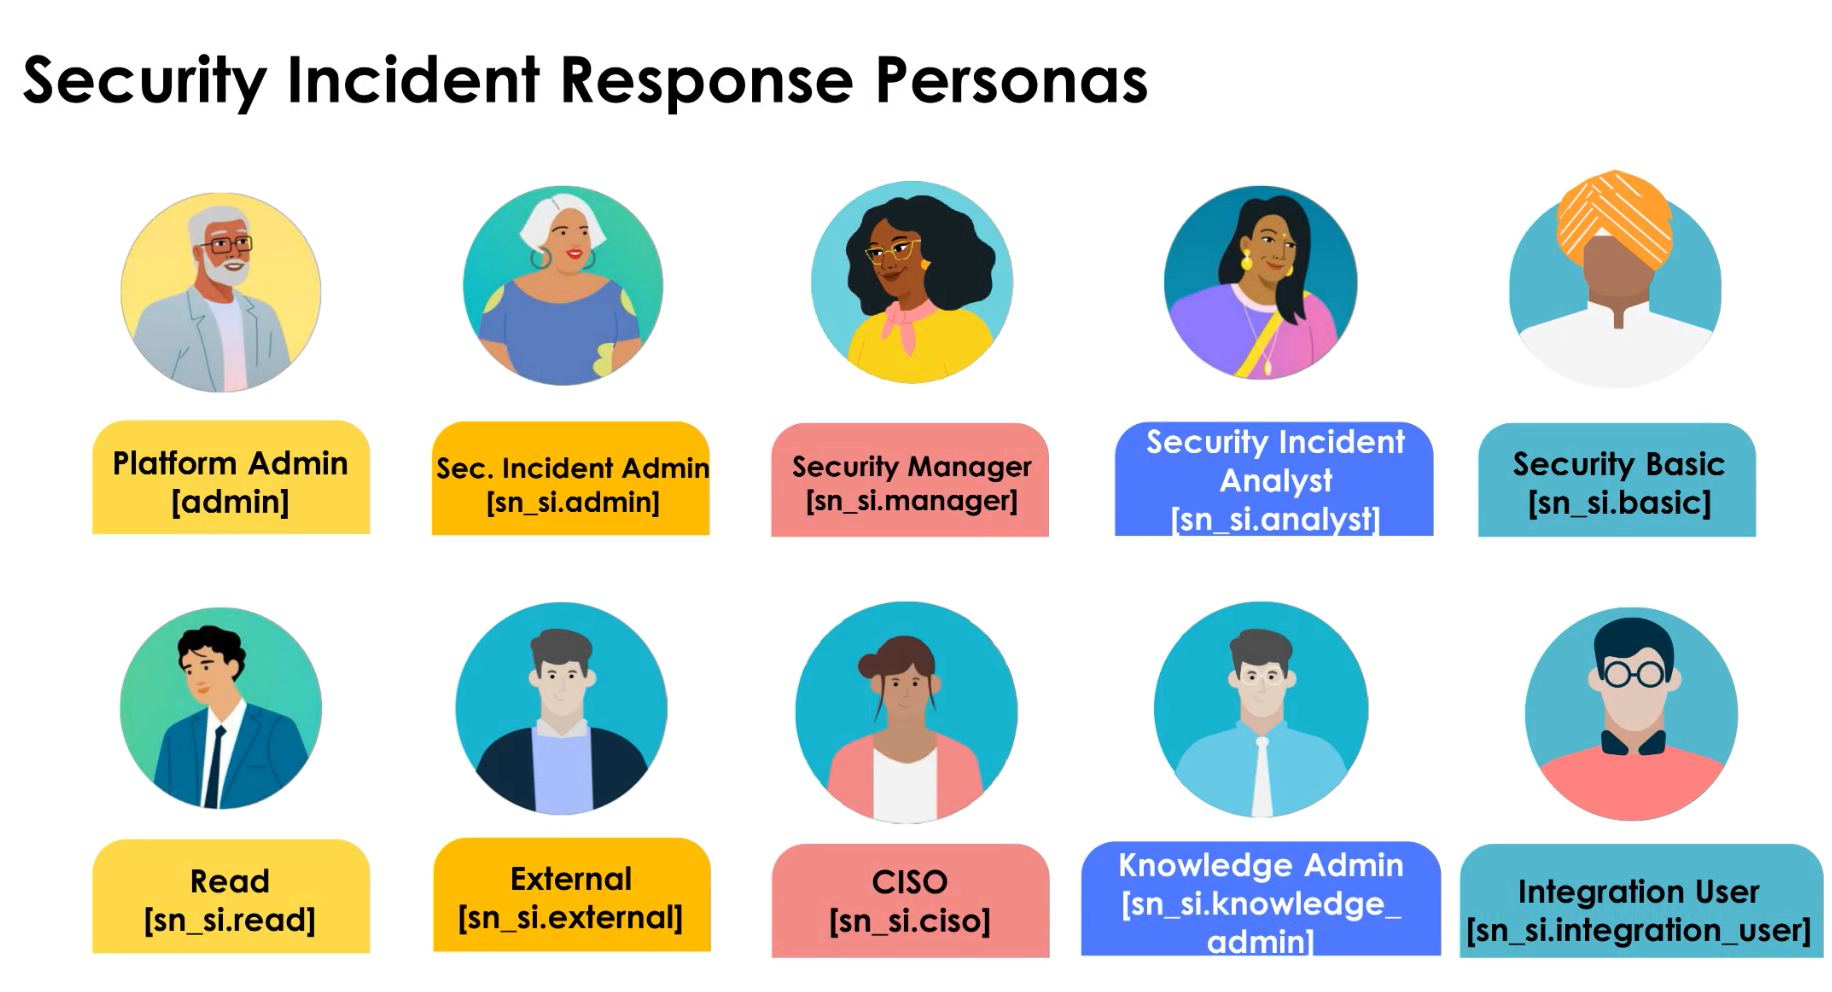 Security Incident Response Personas
Platform Admin
[admin]
Sec. Incident Admin
[sn_si.admin]
Security Manager
[sn_si.manager]
Security Incident
Analyst
[sn_si.analyst]
Security Basic
[sn_si.basic]
Read
[sn_si.read]
External
[sn_si.external]
CISO
[sn_si.ciso]
Knowledge Admin
[sn_si.knowledge_
admin]
Integration User
[sn_si.integration_user]